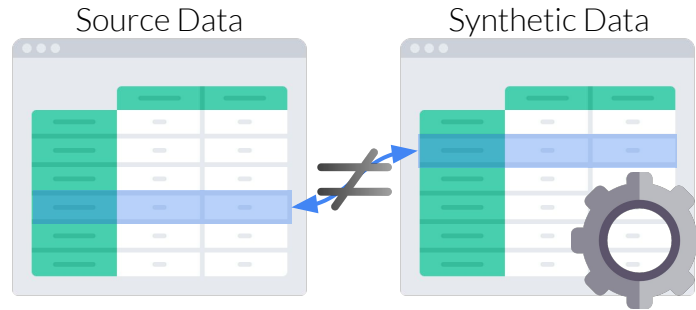 Source Data
Synthetic Data
≠